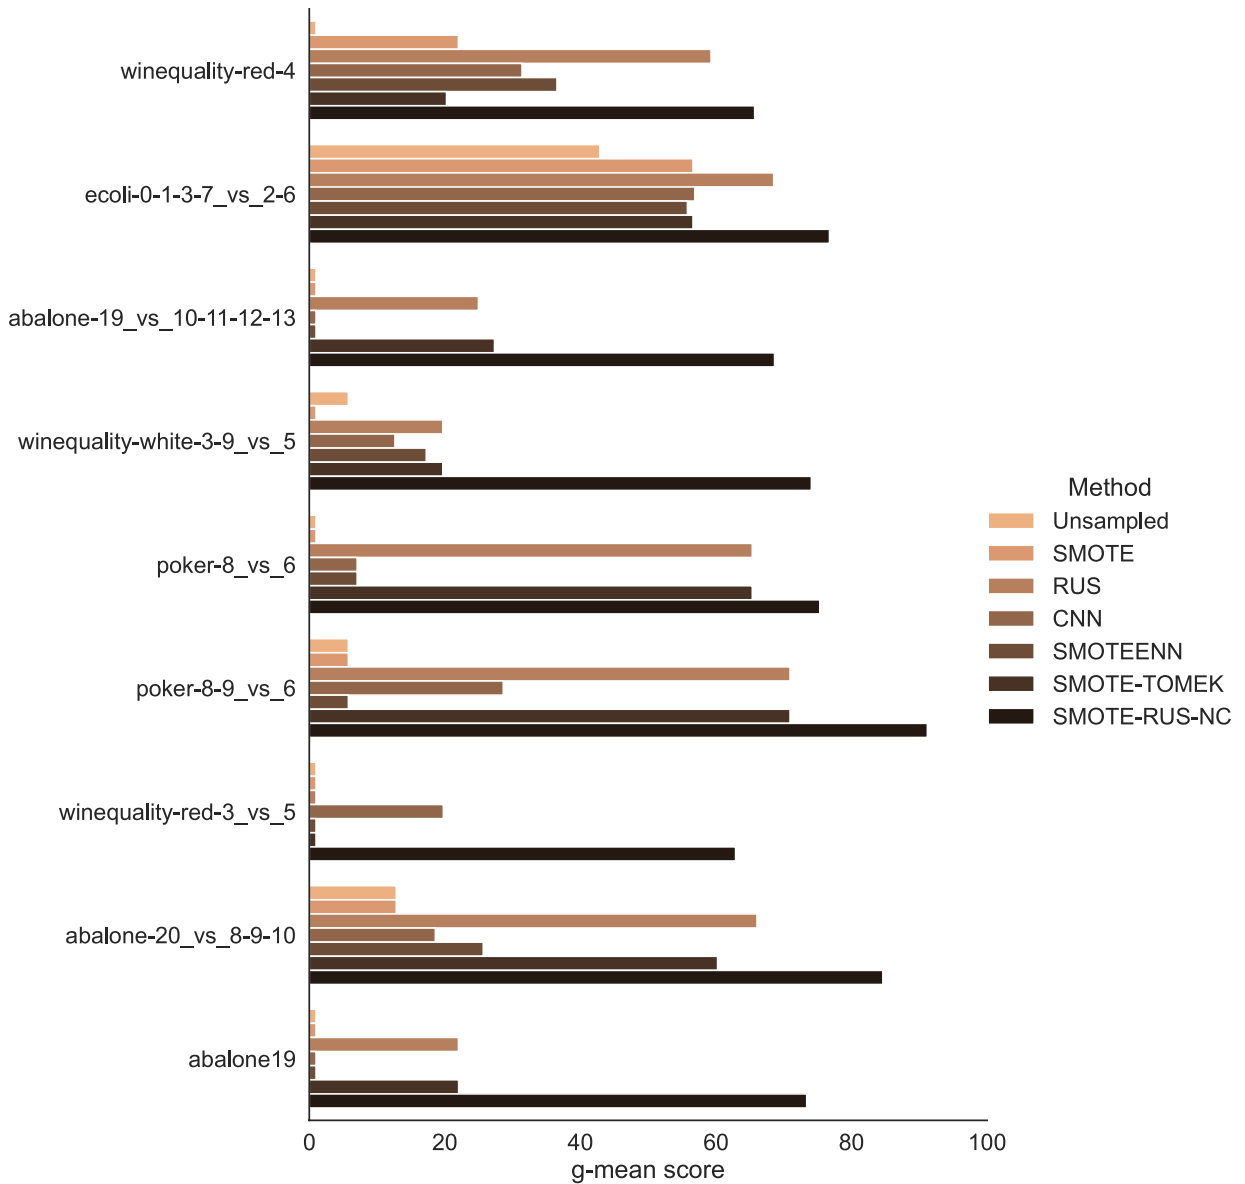 winequality-red-4
ecoli-0-1-3-7_vs_2-6
abalone-19_vs_10-11-12-13
winequality-white-3-9_vs_5
poker-8_vs_6
poker-8-9_vs_6
winequality-red-3_vs_5
abalone-20_vs_8-9-10
abalone19
0 20 40 60 80 100
g-mean score
Method
Unsampled
SMOTE
RUS
CNN
SMOTEENN
SMOTE-TOMEK
SMOTE-RUS-NC